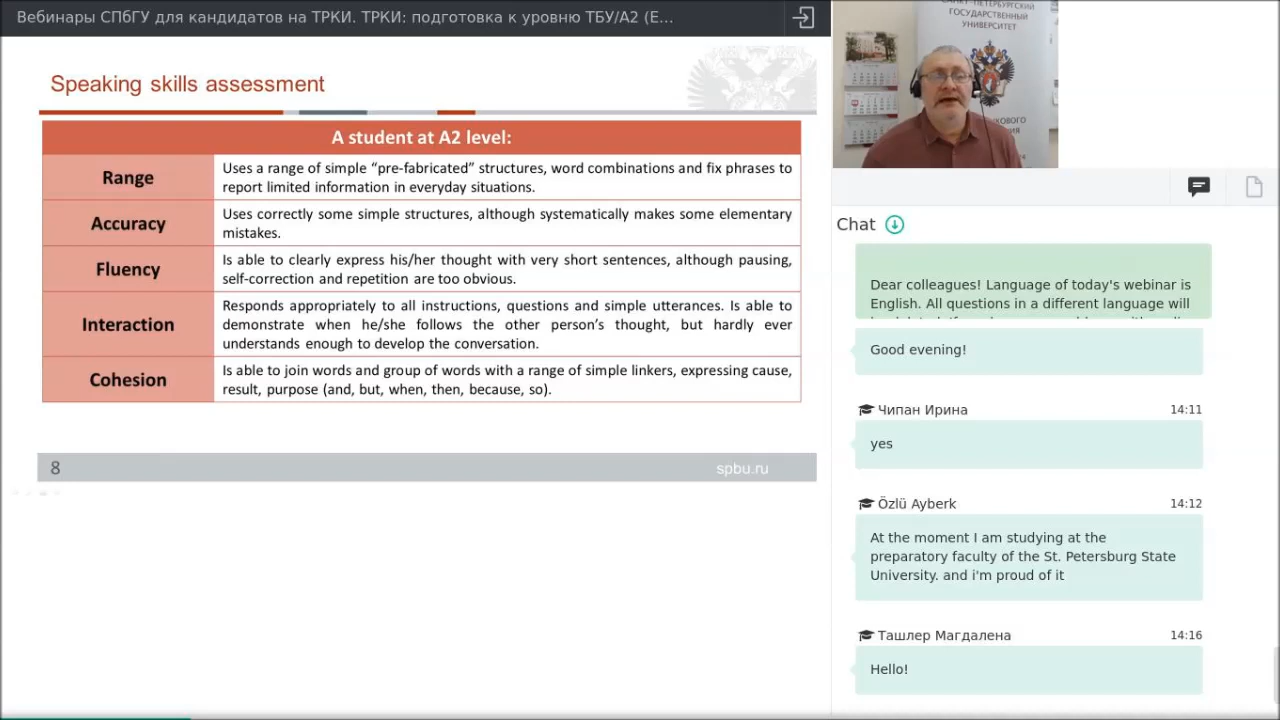 Вебинары СПбГУ для кандидатов на ТРКИ. ТРКИ: подготовка к уровню ТБУ/А2 (Е...
Speaking skills assessment
A student at A2 level:
Range
Uses a range of simple “pre-fabricated” structures, word combinations and fix phrases to
report limited information in everyday situations.
Accuracy
Uses correctly some simple structures, although systematically makes some elementary
mistakes.
Fluency
Is able to clearly express his/her thought with very short sentences, although pausing,
self-correction and repetition are too obvious.
Interaction
Responds appropriately to all instructions, questions and simple utterances. Is able to
demonstrate when he/she follows the other person’s thought, but hardly ever
understands enough to develop the conversation.
Cohesion
Is able to join words and group of words with a range of simple linkers, expressing cause,
result, purpose (and, but, when, then, because, so).
8
spbu.ru
ГОСУДАРСТВЕННЫЙ
УНИВЕРСИТЕТ
Chat
Dear colleagues! Language of today's webinar is
English. All questions in a different language will
Good evening!
Чипан Ирина 14:11
yes
Özlü Ayberk 14:12
At the moment I am studying at the
preparatory faculty of the St. Petersburg State
University. and i'm proud of it
Ташлер Магдалена 14:16
Hello!